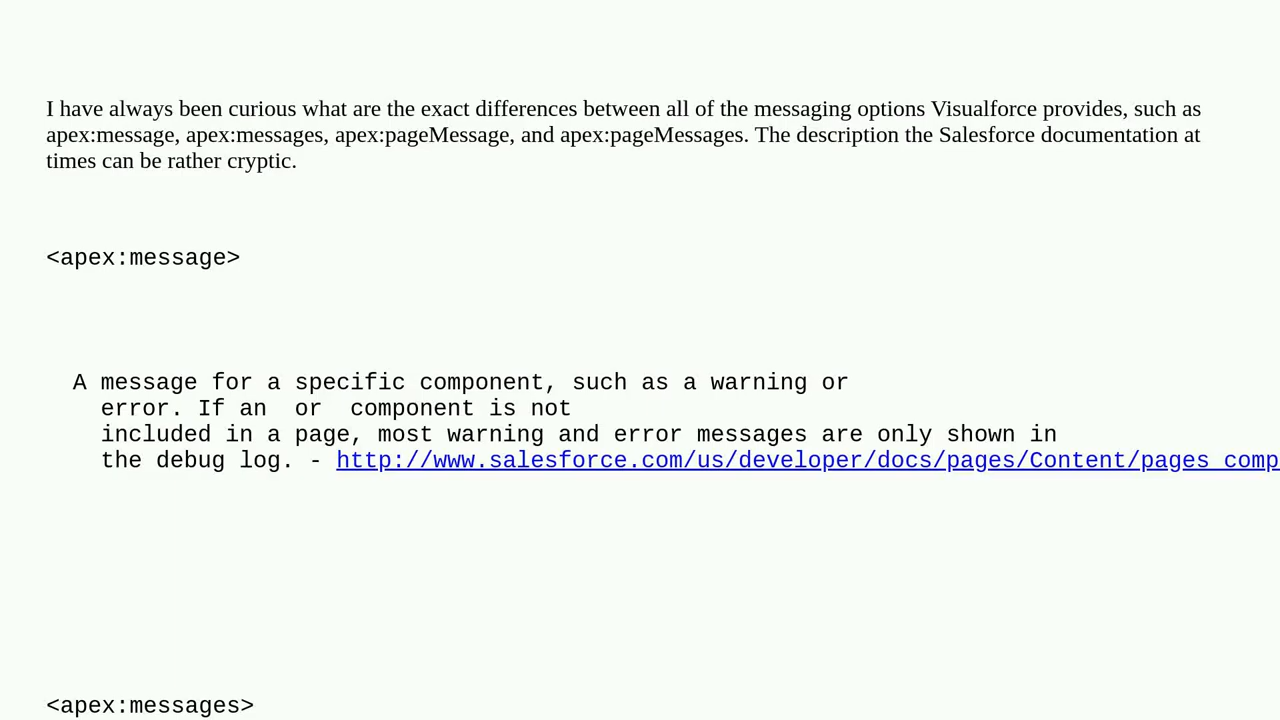 I have always been curious what are the exact differences between all of the messaging options Visualforce provides, such as
apex:message, apex:messages, apex:pageMessage, and apex:pageMessages. The description the Salesforce documentation at
times can be rather cryptic.
<apex:message>
A message for a specific component, such as a warning or
error. If an  or  component is not
included in a page, most warning and error messages are only shown in
the debug log. - http://www.salesforce.com/us/developer/docs/pages/Content/pages_comp
<apex:messages>